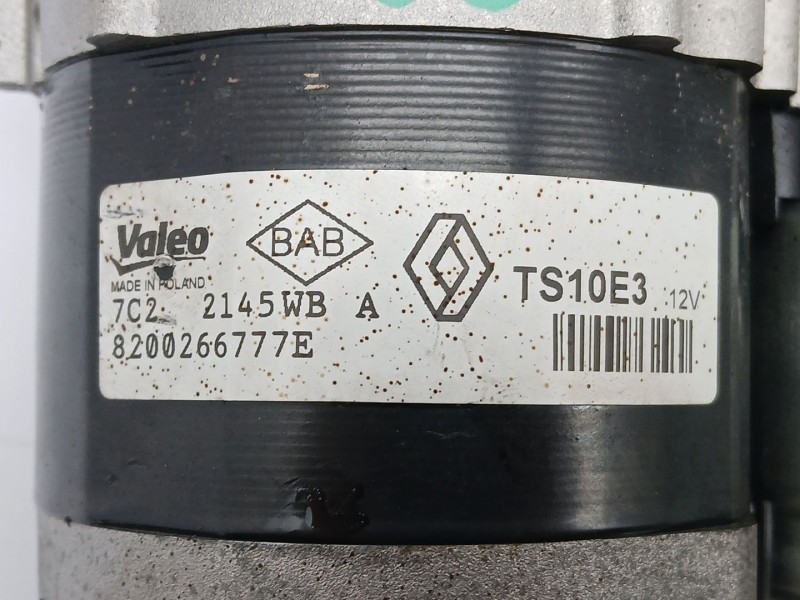 Valeo
MADE IN POLAND
BAB
TS10E3 12V
7C2 2145WB A
8200266777E